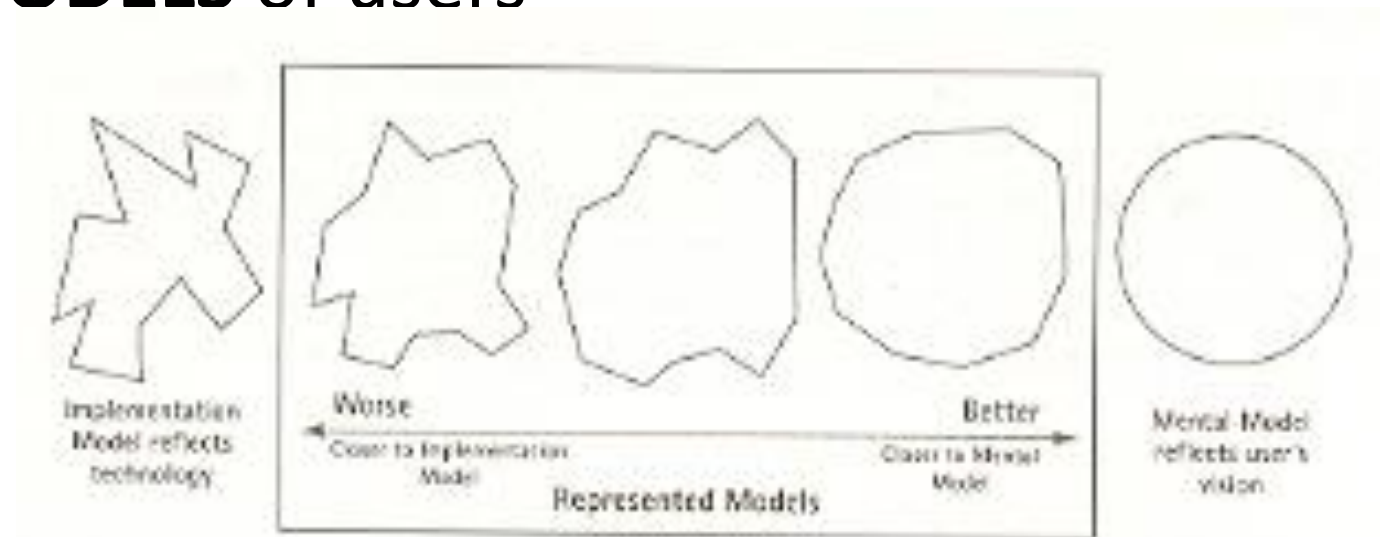 ODELS of users
Implementation
Model reflects
technology
Worse
Closer to Implementation
Model
Better
Closer to Mental
Model
Represented Models
Mental Model
reflects user's
vision